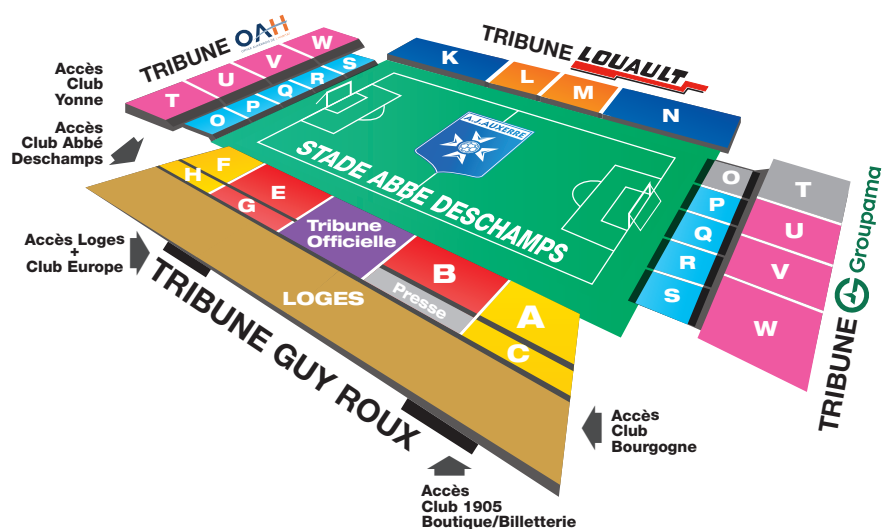 TRIBUNE OAH
TRIBUNE LOUAULT
W
V
U
T
S
R
Q
P
O
K
L
M
N
Accès
Club
Yonne
Accès
Club Abbé
Deschamps
A.J.AUXERRE
STADE ABBE DESCHAMPS
F
H
E
G
Tribune
Officielle
B
Presse
A
C
LOGES
O
P
Q
R
S
T
U
V
W
TRIBUNE Groupama
Accès Loges
+
Club Europe
TRIBUNE GUY ROUX
Accès
Club
Bourgogne
Accès
Club 1905
Boutique/Billetterie